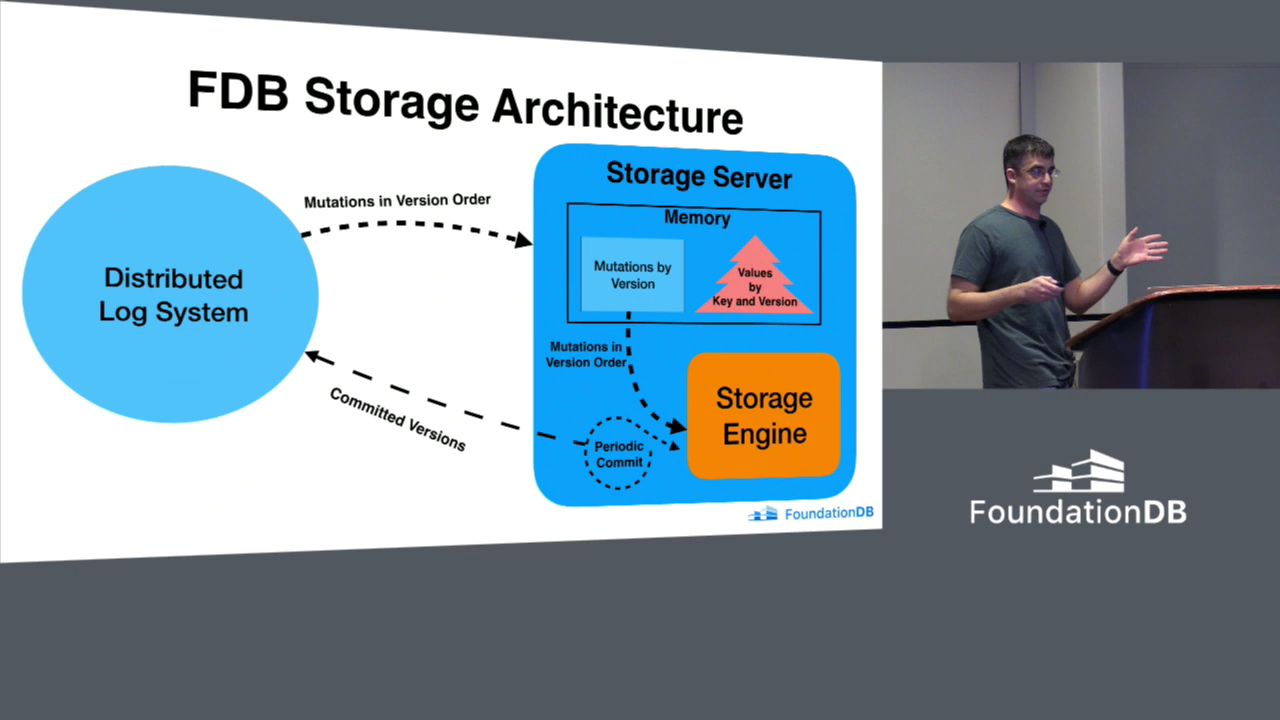 FDB Storage Architecture
Distributed
Log System
Mutations in Version Order
Committed Versions
Storage Server
Memory
Mutations by
Version
Values
by
Key and Version
Mutations in
Version Order
Periodic
Commit
Storage
Engine
FoundationDB
FoundationDB